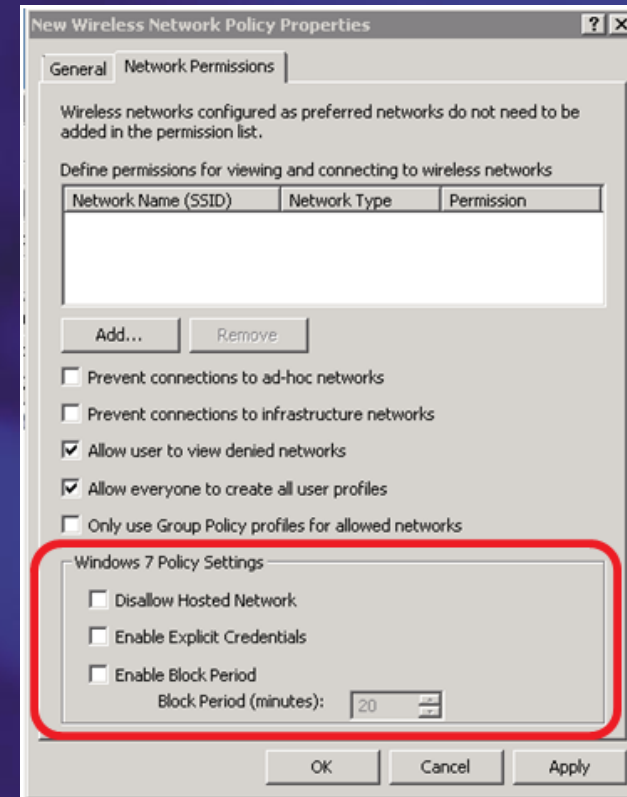 New Wireless Network Policy Properties
? X
General Network Permissions
Wireless networks configured as preferred networks do not need to be
added in the permission list.
Define permissions for viewing and connecting to wireless networks
Network Name (SSID) Network Type Permission
Add... Remove
Prevent connections to ad-hoc networks
Prevent connections to infrastructure networks
Allow user to view denied networks
Allow everyone to create all user profiles
Only use Group Policy profiles for allowed networks
Windows 7 Policy Settings
Disallow Hosted Network
Enable Explicit Credentials
Enable Block Period
Block Period (minutes): 20
OK Cancel Apply